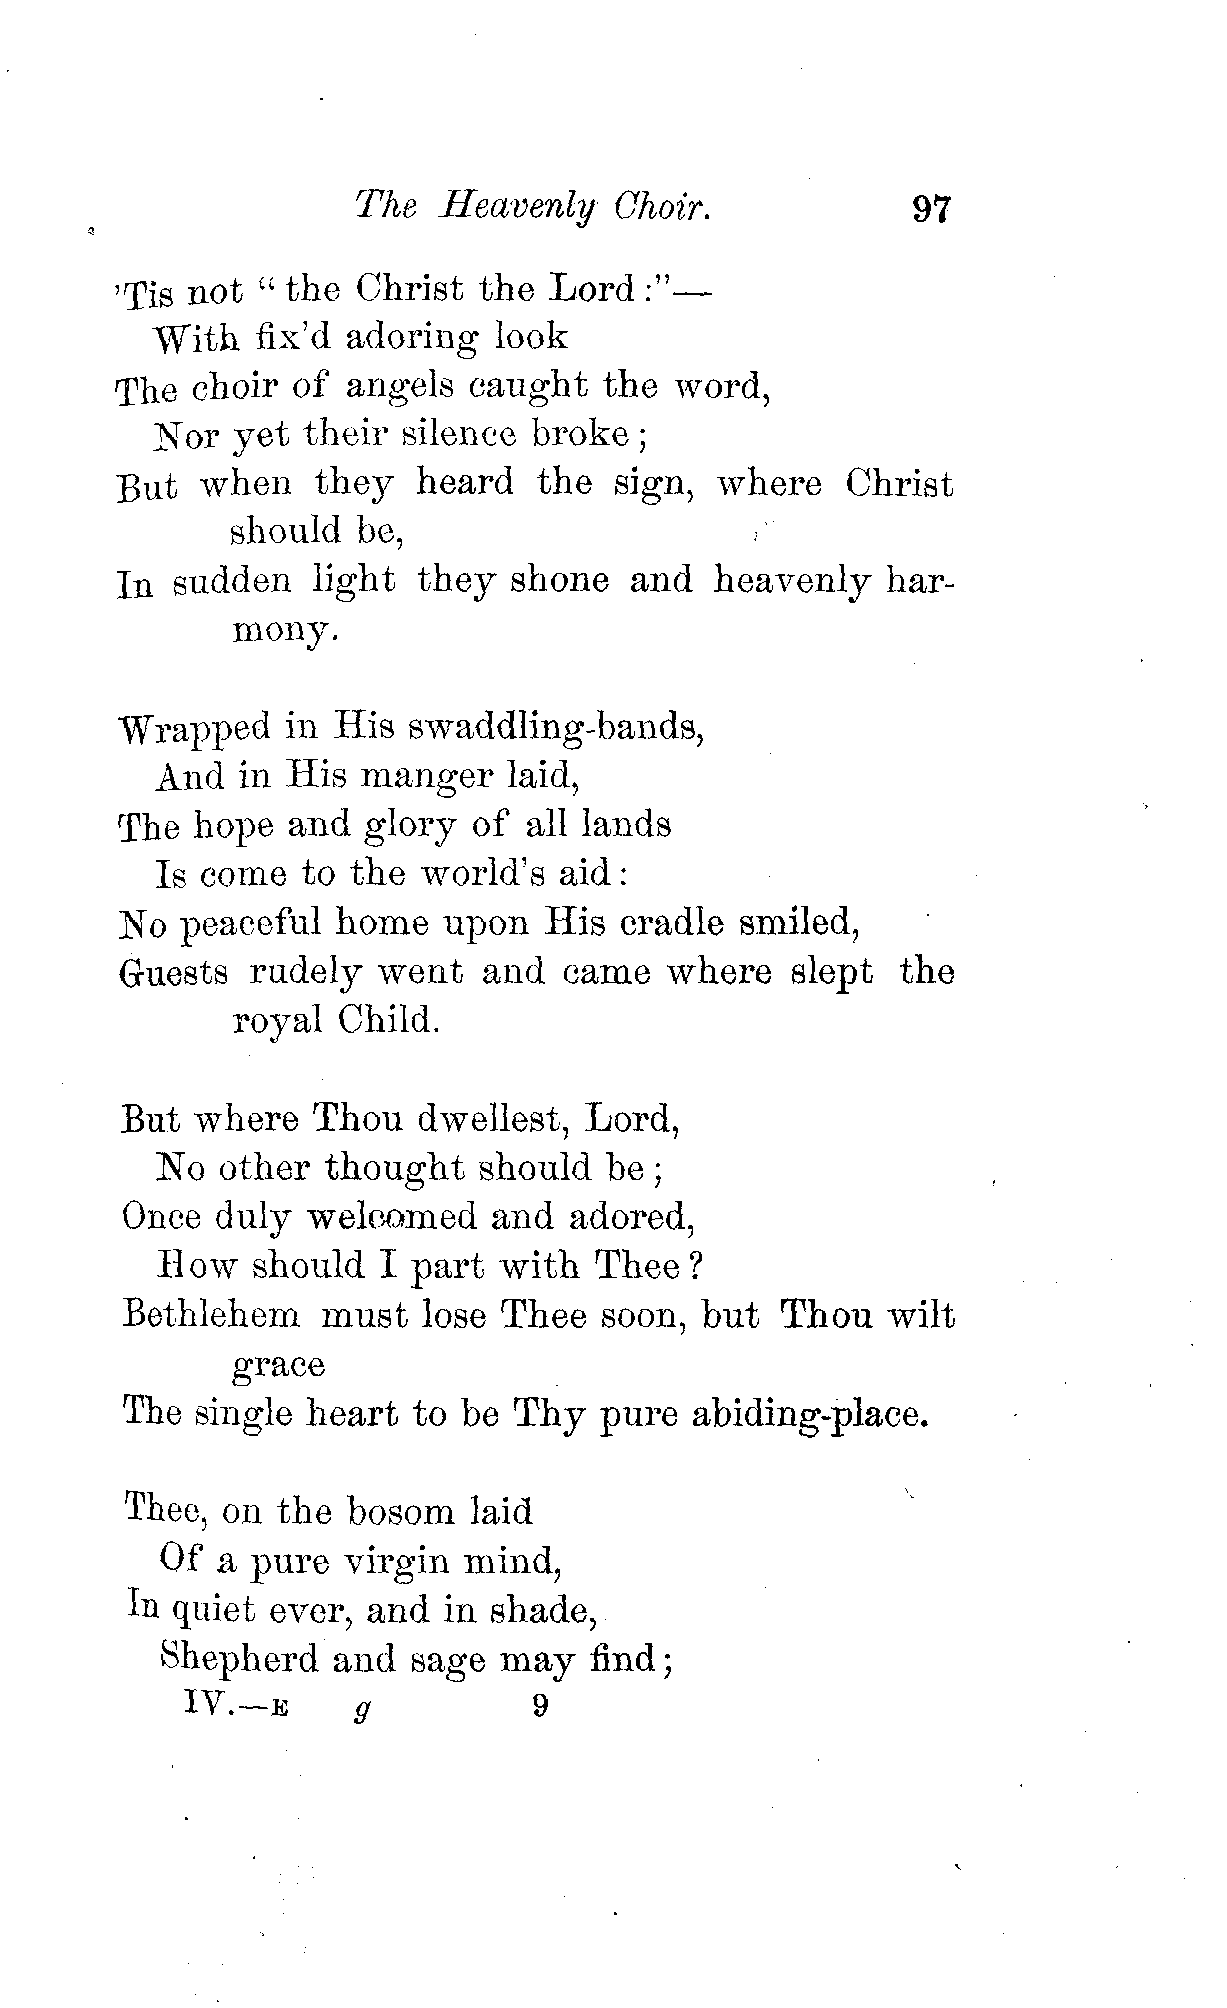 The Heavenly Choir. 97
'Tis not "the Christ the Lord:"—
With fix'd adoring look
The choir of angels caught the word,
Nor yet their silence broke;
But when they heard the sign, where Christ
should be,
In sudden light they shone and heavenly har-
mony.
Wrapped in His swaddling-bands,
And in His manger laid,
The hope and glory of all lands
Is come to the world's aid:
No peaceful home upon His cradle smiled,
Guests rudely went and came where slept the
royal Child.
But where Thou dwellest, Lord,
No other thought should be;
Once duly welcomed and adored,
How should I part with Thee?
Bethlehem must lose Thee soon, but Thou wilt
grace
The single heart to be Thy pure abiding-place.
Thee, on the bosom laid
Of a pure virgin mind,
In quiet ever, and in shade,
Shepherd and sage may find;
IV.—E g 9